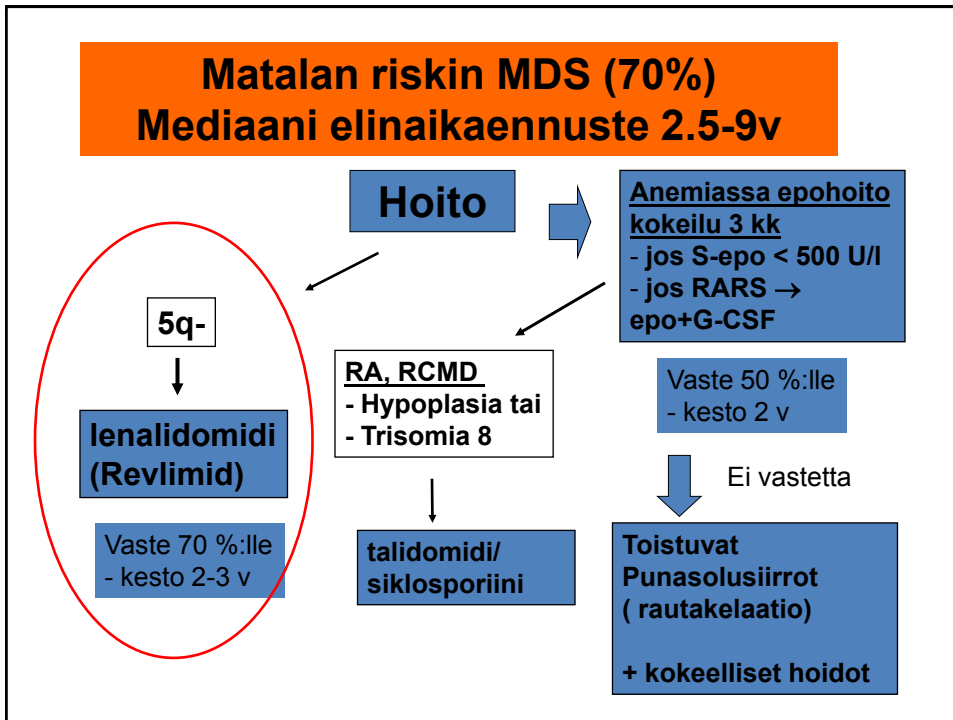 Matalan riskin MDS (70%)
Mediaani elinaikaennuste 2.5-9v
Hoito
Anemiassa epohoito
kokeilu 3 kk
- jos S-epo < 500 U/l
- jos RARS →
epo+G-CSF
5q-
RA, RCMD
- Hypoplasia tai
- Trisomia 8
Vaste 50 %:lle
- kesto 2 v
lenalidomidi
(Revlimid)
Ei vastetta
Vaste 70 %:lle
- kesto 2-3 v
talidomidi/
siklosporiini
Toistuvat
Punasolusiirrot
( rautakelaatio)
+ kokeelliset hoidot